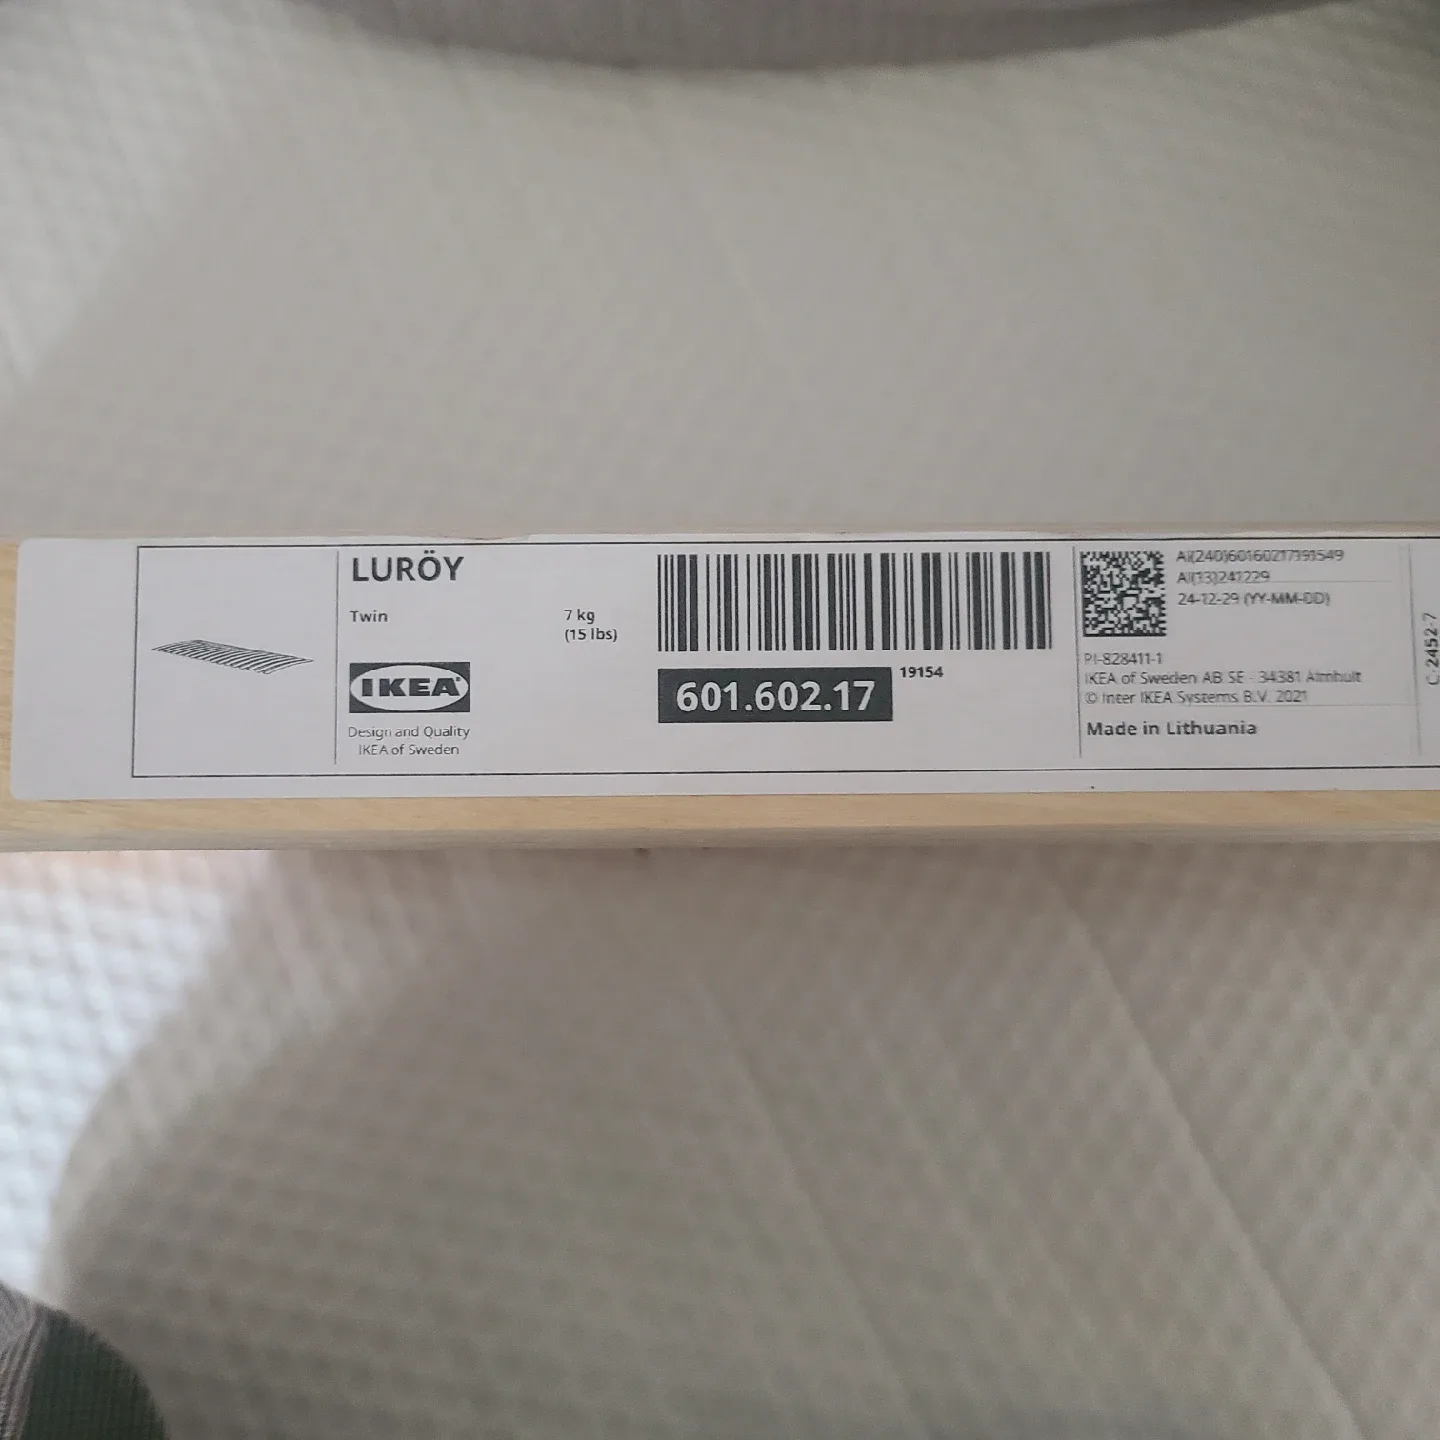 LURÖY
Twin
7 kg
(15 lbs)
IKEA
Design and Quality
IKEA of Sweden
601.602.17
19154
AI(240)60160217191549
AI(13)241229
24-12-29 (YY-MM-DD)
PI-828411-1
IKEA of Sweden AB SE - 34381 Älmhult
© Inter IKEA Systems B.V. 2021
Made in Lithuania
C-2452-7